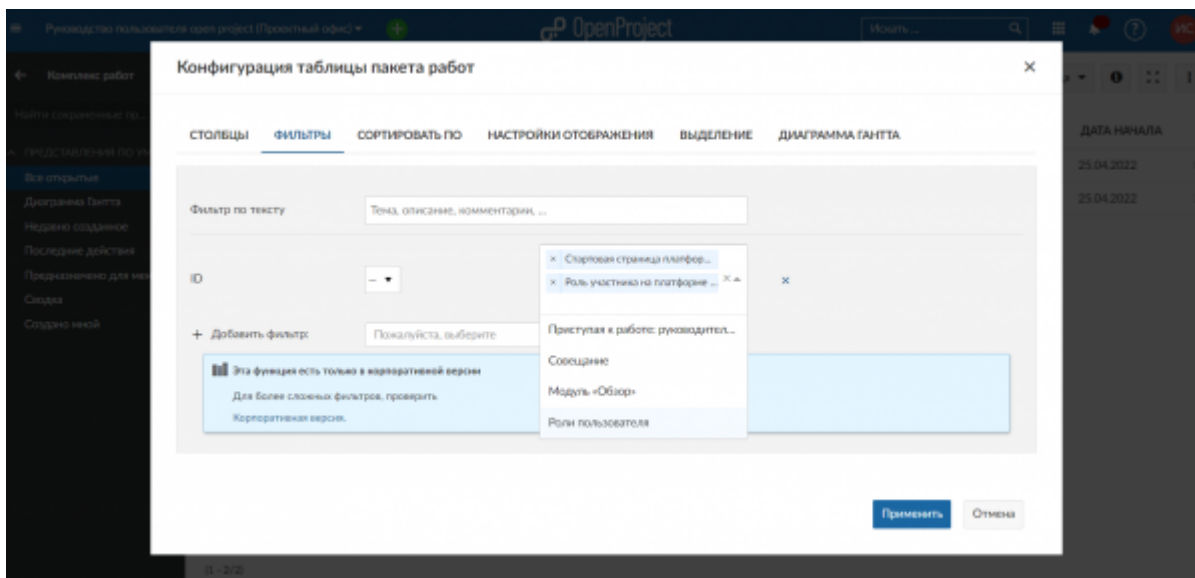 Руководство пользователя open project (Проектный офис)
OpenProject
Искать ...
ИС
Комплекс работ
Найти сохраненные пр...
ПРЕДСТАВЛЕНИЯ ПО УМ
Все открытые
Диаграмма Гантта
Недавно созданное
Последние действия
Предназначено для мен
Сводка
Создано мной
ДАТА НАЧАЛА
25.04.2022
25.04.2022
Конфигурация таблицы пакета работ
СТОЛБЦЫ ФИЛЬТРЫ СОРТИРОВАТЬ ПО НАСТРОЙКИ ОТОБРАЖЕНИЯ ВЫДЕЛЕНИЕ ДИАГРАММА ГАНТТА
Фильтр по тексту
Тема, описание, комментарии, ...
ID
Стартовая страница платфор...
Роль участника на платформе ...
Приступая к работе: руководител...
Совещание
Модуль «Обзор»
Роли пользователя
+ Добавить фильтр:
Пожалуйста, выберите
Эта функция есть только в корпоративной версии
Для более сложных фильтров, проверить
Корпоративная версия.
Применить Отмена
(1 - 2/2)